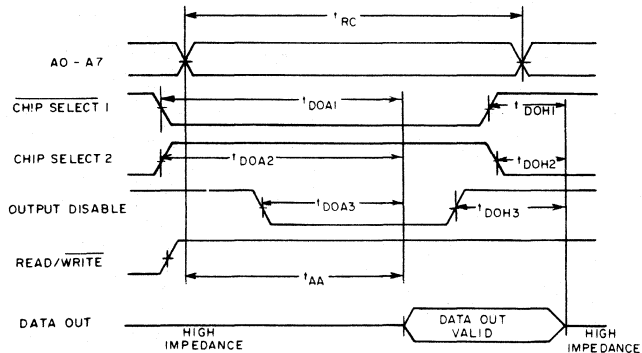 tRC
A0 - A7
CHIP SELECT 1
tDOA1
tDOH1
CHIP SELECT 2
tDOA2
tDOH2
OUTPUT DISABLE
tDOA3
tDOH3
READ/WRITE
tAA
DATA OUT
HIGH
IMPEDANCE
DATA OUT
VALID
HIGH
IMPEDANCE